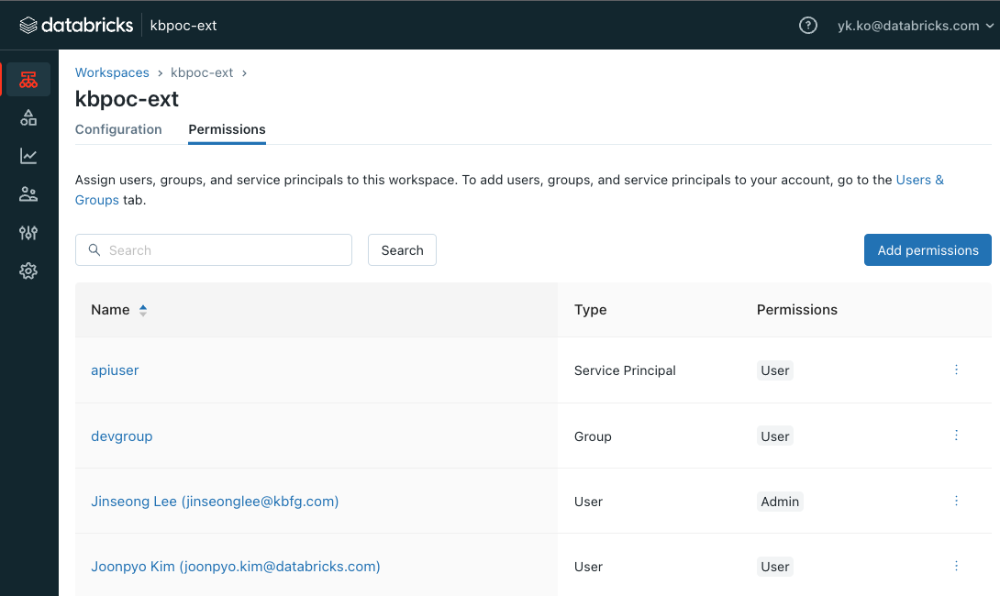 databricks kbpoc-ext ? yk.ko@databricks.com
Workspaces › kbpoc-ext ›
kbpoc-ext
Configuration Permissions
Assign users, groups, and service principals to this workspace. To add users, groups, and service principals to your account, go to the Users &
Groups tab.
Search Search Add permissions
Name Type Permissions
apiuser Service Principal User
devgroup Group User
Jinseong Lee (jinseonglee@kbfg.com) User Admin
Joonpyo Kim (joonpyo.kim@databricks.com) User User